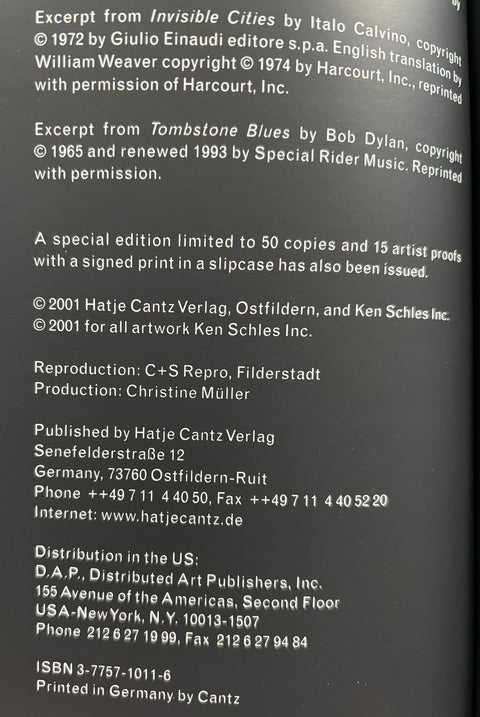 Excerpt from Invisible Cities by Italo Calvino, copyright
© 1972 by Giulio Einaudi editore s.p.a. English translation by
William Weaver copyright © 1974 by Harcourt, Inc., reprinted
with permission of Harcourt, Inc.
Excerpt from Tombstone Blues by Bob Dylan, copyright
© 1965 and renewed 1993 by Special Rider Music. Reprinted
with permission.
A special edition limited to 50 copies and 15 artist proofs
with a signed print in a slipcase has also been issued.
© 2001 Hatje Cantz Verlag, Ostfildern, and Ken Schles Inc.
© 2001 for all artwork Ken Schles Inc.
Reproduction: C+S Repro, Filderstadt
Production: Christine Müller
Published by Hatje Cantz Verlag
Senefelderstraße 12
Germany, 73760 Ostfildern-Ruit
Phone ++49 7 11 4 40 50, Fax ++49 7 11 4 40 52 20
Internet: www.hatjecantz.de
Distribution in the US:
D.A.P., Distributed Art Publishers, Inc.
155 Avenue of the Americas, Second Floor
USA-New York, N.Y. 10013-1507
Phone 212 6 27 19 99, Fax 212 6 27 94 84
ISBN 3-7757-1011-6
Printed in Germany by Cantz